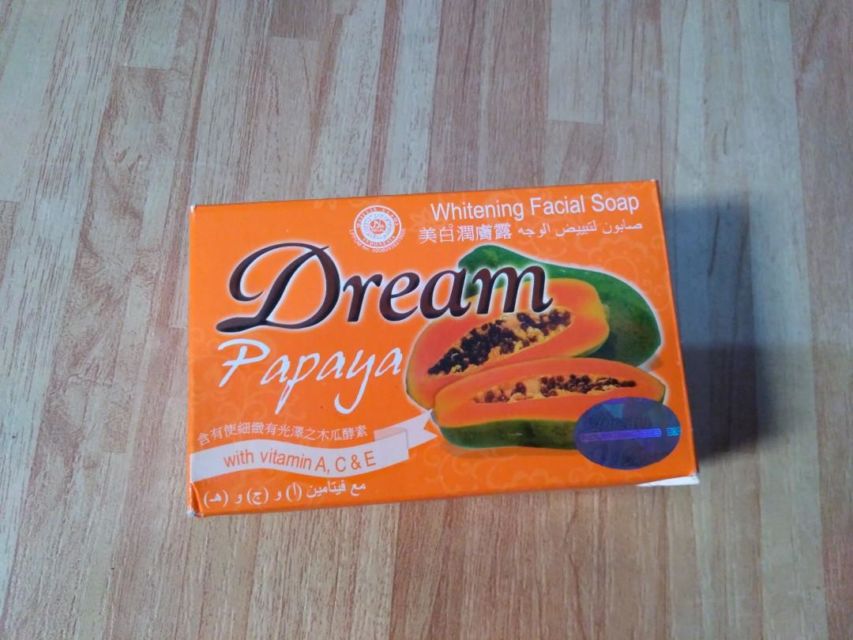 Whitening Facial Soap
美白潤膚露 صابون لتبييض الوجه
Dream
Papaya
含有使細緻有光澤之木瓜酵素
with vitamin A, C & E
مع فيتامين (أ) و (ج) و (هـ)